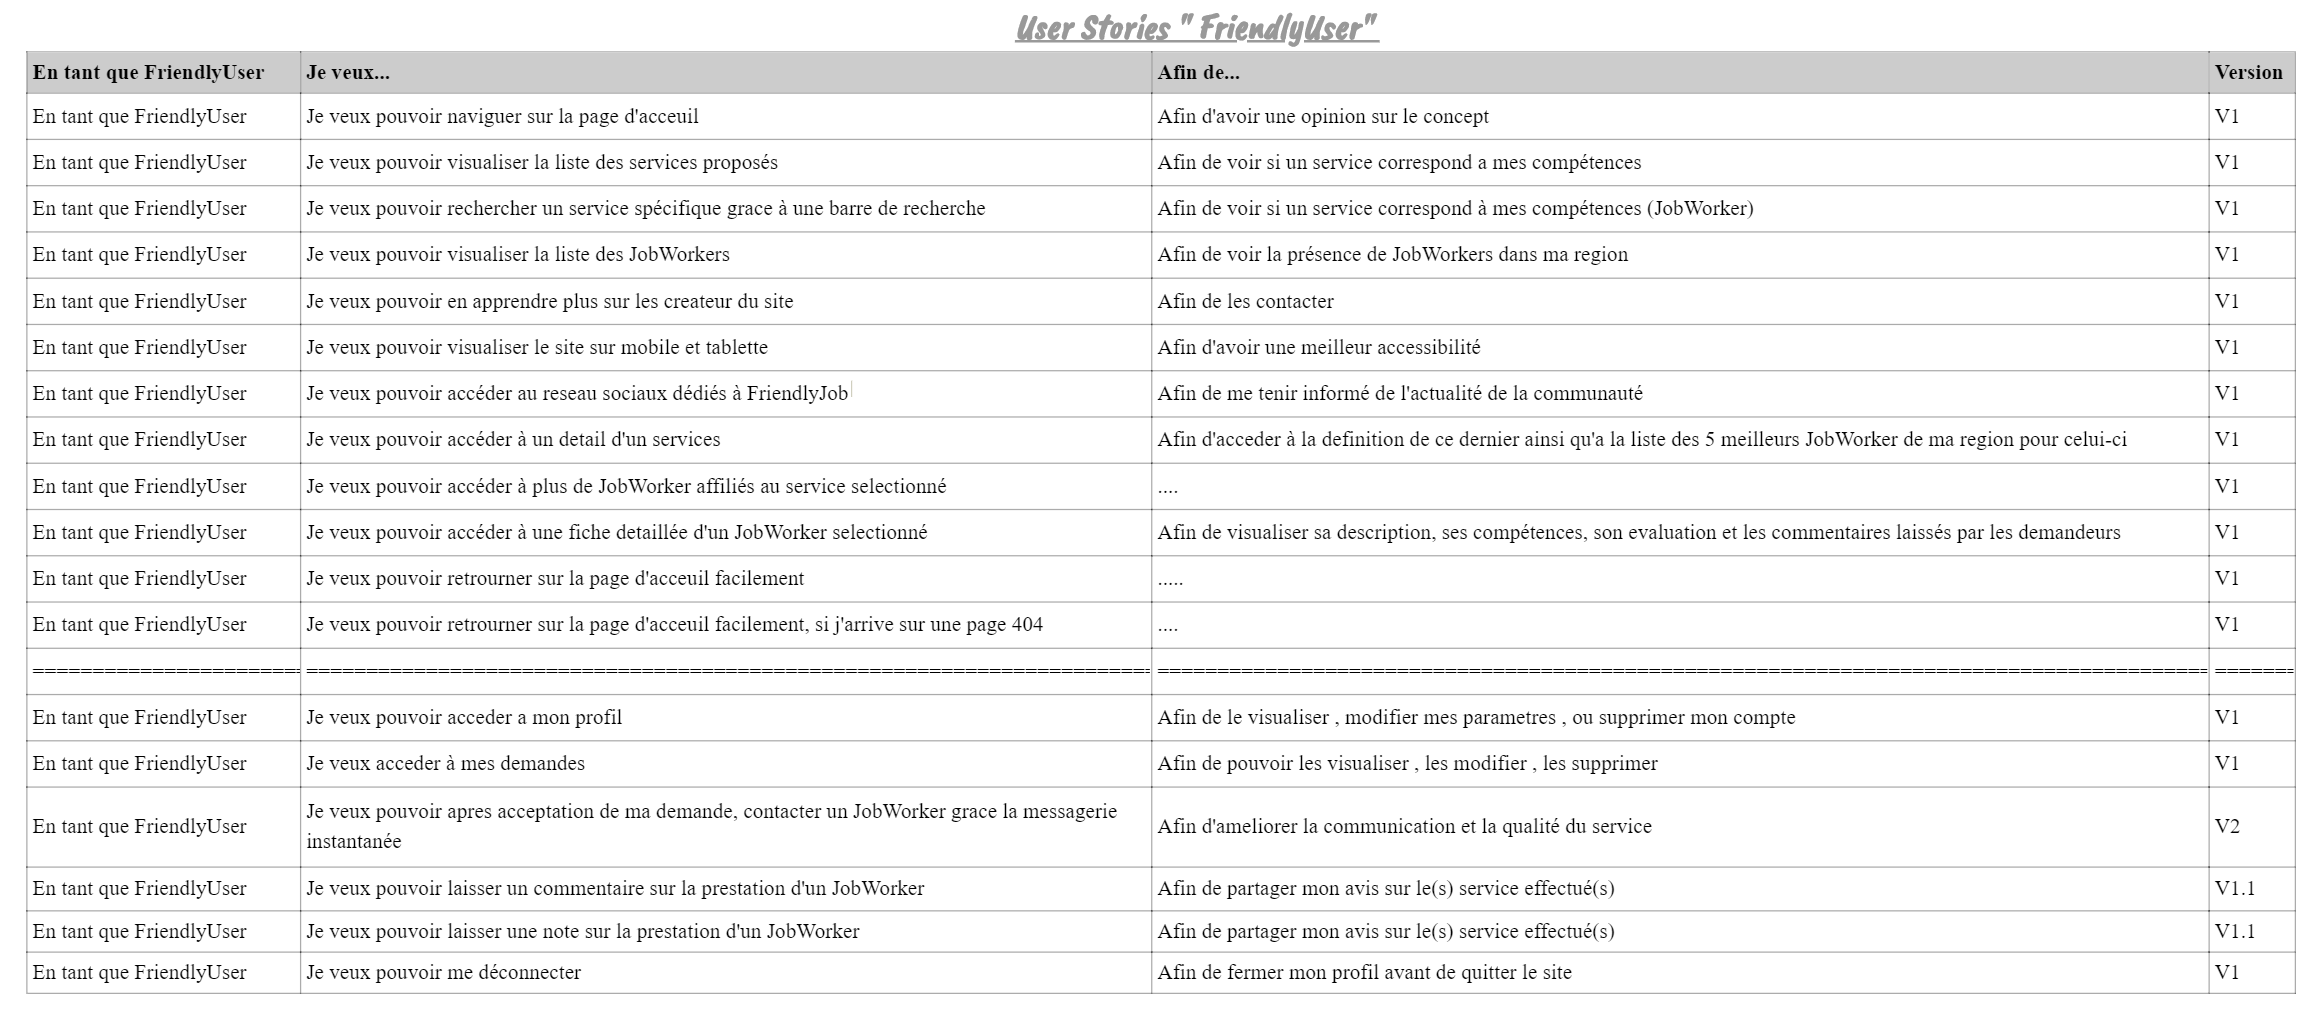 User Stories " FriendlyUser"
En tant que FriendlyUser Je veux... Afin de... Version
En tant que FriendlyUser Je veux pouvoir naviguer sur la page d'acceuil Afin d'avoir une opinion sur le concept V1
En tant que FriendlyUser Je veux pouvoir visualiser la liste des services proposés Afin de voir si un service correspond a mes compétences V1
En tant que FriendlyUser Je veux pouvoir rechercher un service spécifique grace à une barre de recherche Afin de voir si un service correspond à mes compétences (JobWorker) V1
En tant que FriendlyUser Je veux pouvoir visualiser la liste des JobWorkers Afin de voir la présence de JobWorkers dans ma region V1
En tant que FriendlyUser Je veux pouvoir en apprendre plus sur les createur du site Afin de les contacter V1
En tant que FriendlyUser Je veux pouvoir visualiser le site sur mobile et tablette Afin d'avoir une meilleur accessibilité V1
En tant que FriendlyUser Je veux pouvoir accéder au reseau sociaux dédiés à FriendlyJob Afin de me tenir informé de l'actualité de la communauté V1
En tant que FriendlyUser Je veux pouvoir accéder à un detail d'un services Afin d'acceder à la definition de ce dernier ainsi qu'a la liste des 5 meilleurs JobWorker de ma region pour celui-ci V1
En tant que FriendlyUser Je veux pouvoir accéder à plus de JobWorker affiliés au service selectionné .... V1
En tant que FriendlyUser Je veux pouvoir accéder à une fiche detaillée d'un JobWorker selectionné Afin de visualiser sa description, ses compétences, son evaluation et les commentaires laissés par les demandeurs V1
En tant que FriendlyUser Je veux pouvoir retrourner sur la page d'acceuil facilement ..... V1
En tant que FriendlyUser Je veux pouvoir retrourner sur la page d'acceuil facilement, si j'arrive sur une page 404 .... V1
======================= ======================================================================= ======================================================================================== =======
En tant que FriendlyUser Je veux pouvoir acceder a mon profil Afin de le visualiser , modifier mes parametres , ou supprimer mon compte V1
En tant que FriendlyUser Je veux acceder à mes demandes Afin de pouvoir les visualiser , les modifier , les supprimer V1
En tant que FriendlyUser Je veux pouvoir apres acceptation de ma demande, contacter un JobWorker grace la messagerie
instantanée Afin d'ameliorer la communication et la qualité du service V2
En tant que FriendlyUser Je veux pouvoir laisser un commentaire sur la prestation d'un JobWorker Afin de partager mon avis sur le(s) service effectué(s) V1.1
En tant que FriendlyUser Je veux pouvoir laisser une note sur la prestation d'un JobWorker Afin de partager mon avis sur le(s) service effectué(s) V1.1
En tant que FriendlyUser Je veux pouvoir me déconnecter Afin de fermer mon profil avant de quitter le site V1